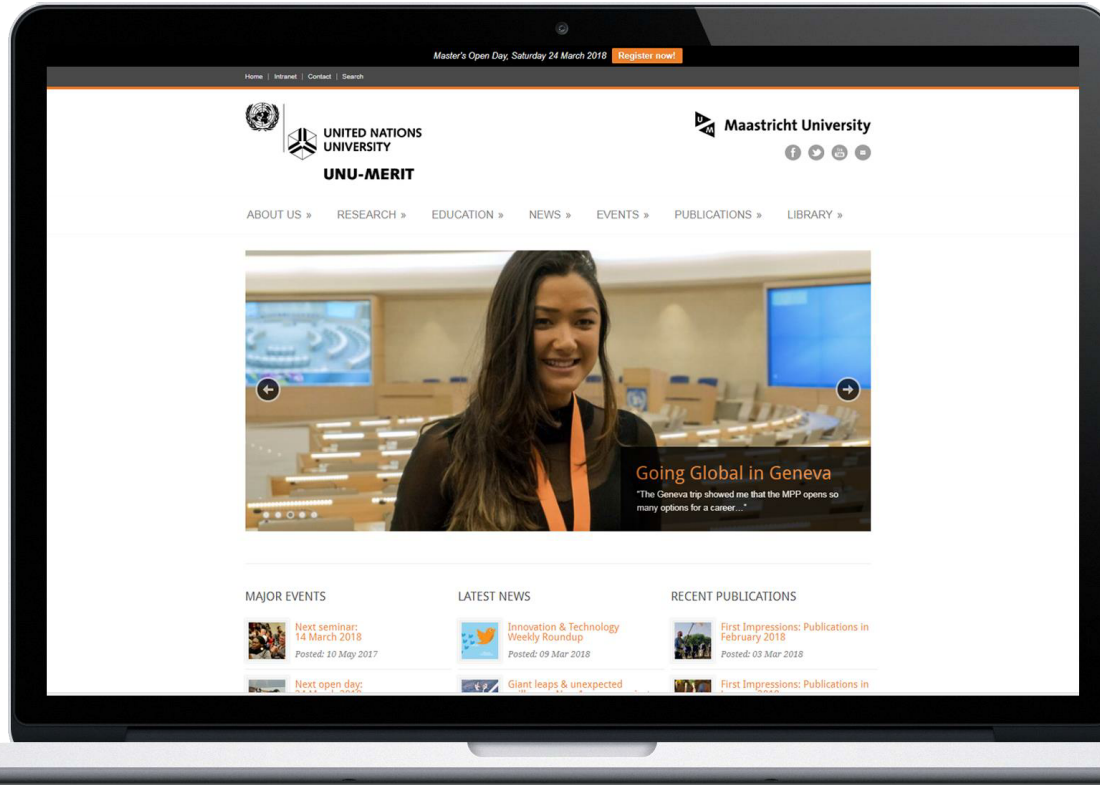 Master's Open Day, Saturday 24 March 2018 Register now!
Home | Intranet | Contact | Search
UNITED NATIONS
UNIVERSITY
UNU-MERIT
Maastricht University
ABOUT US » RESEARCH » EDUCATION » NEWS » EVENTS » PUBLICATIONS » LIBRARY »
Going Global in Geneva
"The Geneva trip showed me that the MPP opens so
many options for a career…"
MAJOR EVENTS
Next seminar:
14 March 2018
Posted: 10 May 2017
Next open day:
LATEST NEWS
Innovation & Technology
Weekly Roundup
Posted: 09 Mar 2018
Giant leaps & unexpected
RECENT PUBLICATIONS
First Impressions: Publications in
February 2018
Posted: 03 Mar 2018
First Impressions: Publications in